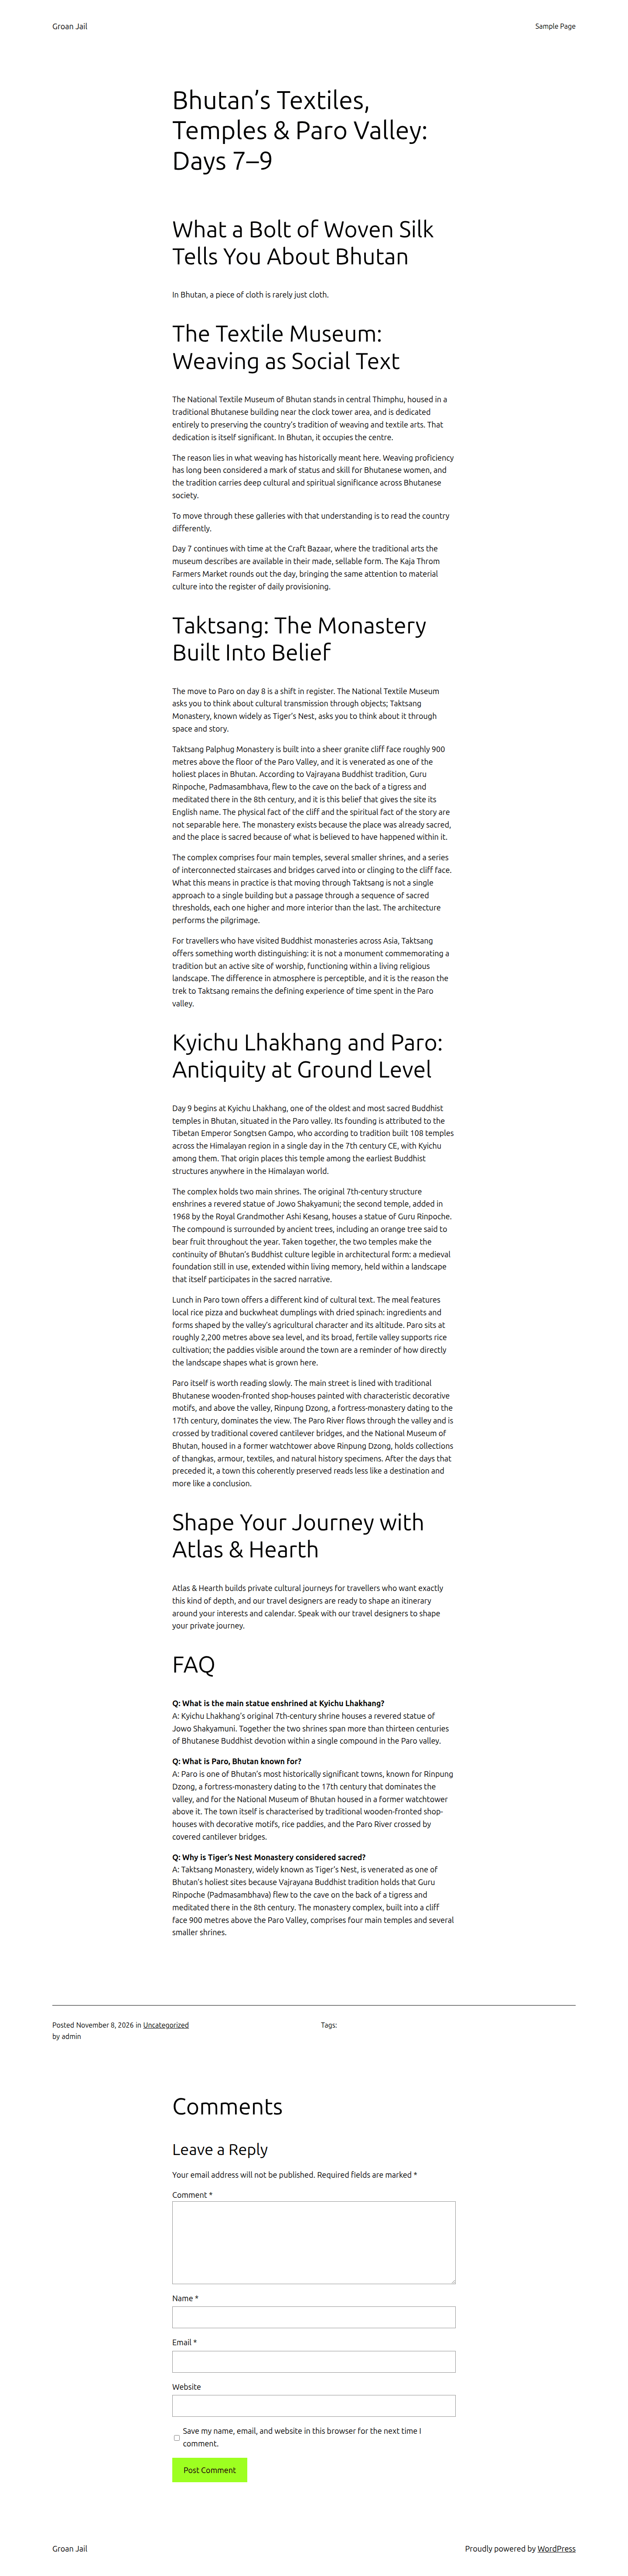 Groan Jail
Sample Page
Bhutan’s Textiles,
Temples & Paro Valley:
Days 7–9
What a Bolt of Woven Silk
Tells You About Bhutan
In Bhutan, a piece of cloth is rarely just cloth.
The Textile Museum:
Weaving as Social Text
The National Textile Museum of Bhutan stands in central Thimphu, housed in a
traditional Bhutanese building near the clock tower area, and is dedicated
entirely to preserving the country’s tradition of weaving and textile arts. That
dedication is itself significant. In Bhutan, it occupies the centre.
The reason lies in what weaving has historically meant here. Weaving proficiency
has long been considered a mark of status and skill for Bhutanese women, and
the tradition carries deep cultural and spiritual significance across Bhutanese
society.
To move through these galleries with that understanding is to read the country
differently.
Day 7 continues with time at the Craft Bazaar, where the traditional arts the
museum describes are available in their made, sellable form. The Kaja Throm
Farmers Market rounds out the day, bringing the same attention to material
culture into the register of daily provisioning.
Taktsang: The Monastery
Built Into Belief
The move to Paro on day 8 is a shift in register. The National Textile Museum
asks you to think about cultural transmission through objects; Taktsang
Monastery, known widely as Tiger’s Nest, asks you to think about it through
space and story.
Taktsang Palphug Monastery is built into a sheer granite cliff face roughly 900
metres above the floor of the Paro Valley, and it is venerated as one of the
holiest places in Bhutan. According to Vajrayana Buddhist tradition, Guru
Rinpoche, Padmasambhava, flew to the cave on the back of a tigress and
meditated there in the 8th century, and it is this belief that gives the site its
English name. The physical fact of the cliff and the spiritual fact of the story are
not separable here. The monastery exists because the place was already sacred,
and the place is sacred because of what is believed to have happened within it.
The complex comprises four main temples, several smaller shrines, and a series
of interconnected staircases and bridges carved into or clinging to the cliff face.
What this means in practice is that moving through Taktsang is not a single
approach to a single building but a passage through a sequence of sacred
thresholds, each one higher and more interior than the last. The architecture
performs the pilgrimage.
For travellers who have visited Buddhist monasteries across Asia, Taktsang
offers something worth distinguishing: it is not a monument commemorating a
tradition but an active site of worship, functioning within a living religious
landscape. The difference in atmosphere is perceptible, and it is the reason the
trek to Taktsang remains the defining experience of time spent in the Paro
valley.
Kyichu Lhakhang and Paro:
Antiquity at Ground Level
Day 9 begins at Kyichu Lhakhang, one of the oldest and most sacred Buddhist
temples in Bhutan, situated in the Paro valley. Its founding is attributed to the
Tibetan Emperor Songtsen Gampo, who according to tradition built 108 temples
across the Himalayan region in a single day in the 7th century CE, with Kyichu
among them. That origin places this temple among the earliest Buddhist
structures anywhere in the Himalayan world.
The complex holds two main shrines. The original 7th-century structure
enshrines a revered statue of Jowo Shakyamuni; the second temple, added in
1968 by the Royal Grandmother Ashi Kesang, houses a statue of Guru Rinpoche.
The compound is surrounded by ancient trees, including an orange tree said to
bear fruit throughout the year. Taken together, the two temples make the
continuity of Bhutan’s Buddhist culture legible in architectural form: a medieval
foundation still in use, extended within living memory, held within a landscape
that itself participates in the sacred narrative.
Lunch in Paro town offers a different kind of cultural text. The meal features
local rice pizza and buckwheat dumplings with dried spinach: ingredients and
forms shaped by the valley’s agricultural character and its altitude. Paro sits at
roughly 2,200 metres above sea level, and its broad, fertile valley supports rice
cultivation; the paddies visible around the town are a reminder of how directly
the landscape shapes what is grown here.
Paro itself is worth reading slowly. The main street is lined with traditional
Bhutanese wooden-fronted shop-houses painted with characteristic decorative
motifs, and above the valley, Rinpung Dzong, a fortress-monastery dating to the
17th century, dominates the view. The Paro River flows through the valley and is
crossed by traditional covered cantilever bridges, and the National Museum of
Bhutan, housed in a former watchtower above Rinpung Dzong, holds collections
of thangkas, armour, textiles, and natural history specimens. After the days that
preceded it, a town this coherently preserved reads less like a destination and
more like a conclusion.
Shape Your Journey with
Atlas & Hearth
Atlas & Hearth builds private cultural journeys for travellers who want exactly
this kind of depth, and our travel designers are ready to shape an itinerary
around your interests and calendar. Speak with our travel designers to shape
your private journey.
FAQ
Q: What is the main statue enshrined at Kyichu Lhakhang?
A: Kyichu Lhakhang’s original 7th-century shrine houses a revered statue of
Jowo Shakyamuni. Together the two shrines span more than thirteen centuries
of Bhutanese Buddhist devotion within a single compound in the Paro valley.
Q: What is Paro, Bhutan known for?
A: Paro is one of Bhutan’s most historically significant towns, known for Rinpung
Dzong, a fortress-monastery dating to the 17th century that dominates the
valley, and for the National Museum of Bhutan housed in a former watchtower
above it. The town itself is characterised by traditional wooden-fronted shop-
houses with decorative motifs, rice paddies, and the Paro River crossed by
covered cantilever bridges.
Q: Why is Tiger’s Nest Monastery considered sacred?
A: Taktsang Monastery, widely known as Tiger’s Nest, is venerated as one of
Bhutan’s holiest sites because Vajrayana Buddhist tradition holds that Guru
Rinpoche (Padmasambhava) flew to the cave on the back of a tigress and
meditated there in the 8th century. The monastery complex, built into a cliff
face 900 metres above the Paro Valley, comprises four main temples and several
smaller shrines.
Posted November 8, 2026 in Uncategorized
by admin
Tags:
Comments
Leave a Reply
Your email address will not be published. Required fields are marked *
Comment *
Name *
Email *
Website
Save my name, email, and website in this browser for the next time I
comment.
Post Comment
Groan Jail
Proudly powered by WordPress